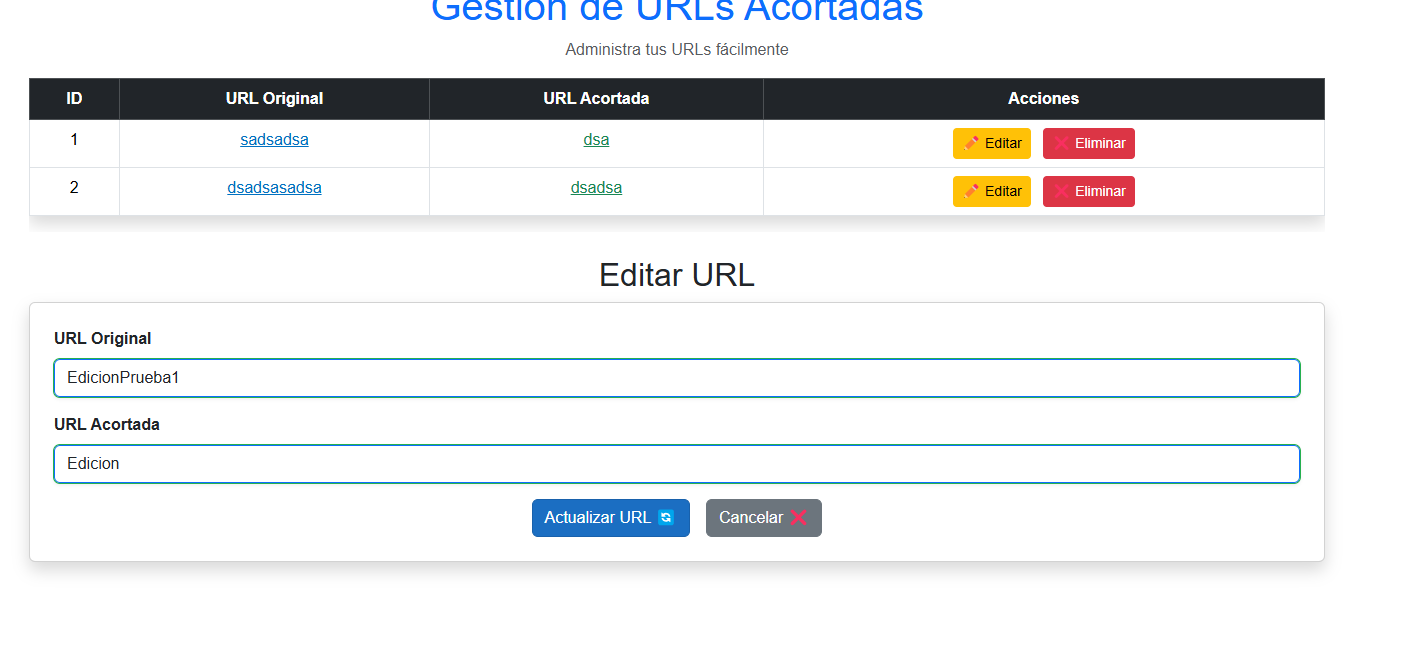 Gestión de URLs Acortadas
Administra tus URLs fácilmente
ID URL Original URL Acortada Acciones
1 sadsadsa dsa Editar Eliminar
2 dsadsasadsa dsadsa Editar Eliminar
Editar URL
URL Original
EdicionPrueba1
URL Acortada
Edicion
Actualizar URL Cancelar